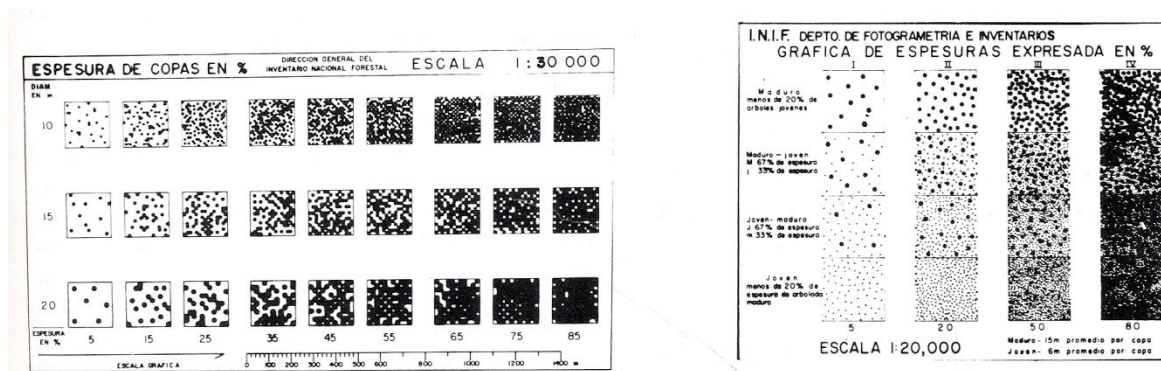 ESPESURA DE COPAS EN %
DIRECCION GENERAL DEL
INVENTARIO NACIONAL FORESTAL
ESCALA 1:30 000
DIAM
EN m
10
15
20
ESPESURA
EN %
5 15 25 35 45 55 65 75 85
ESCALA GRAFICA
0 100 200 300 400 500 600 800 1000 1200 1400 m
I.N.I.F. DEPTO. DE FOTOGRAMETRIA E INVENTARIOS
GRAFICA DE ESPESURAS EXPRESADA EN %
I II III IV
Maduro
menos de 20% de
arboles jovenes
Maduro - joven
M 67% de espesura
j 33% de espesura
Joven - maduro
J 67% de espesura
m 33% de espesura
Joven
menos de 20% de
espesura de arbolado
maduro
5 20 50 80
ESCALA 1:20,000
Maduro - 15m promedio por copa
Joven - 6m promedio por copa